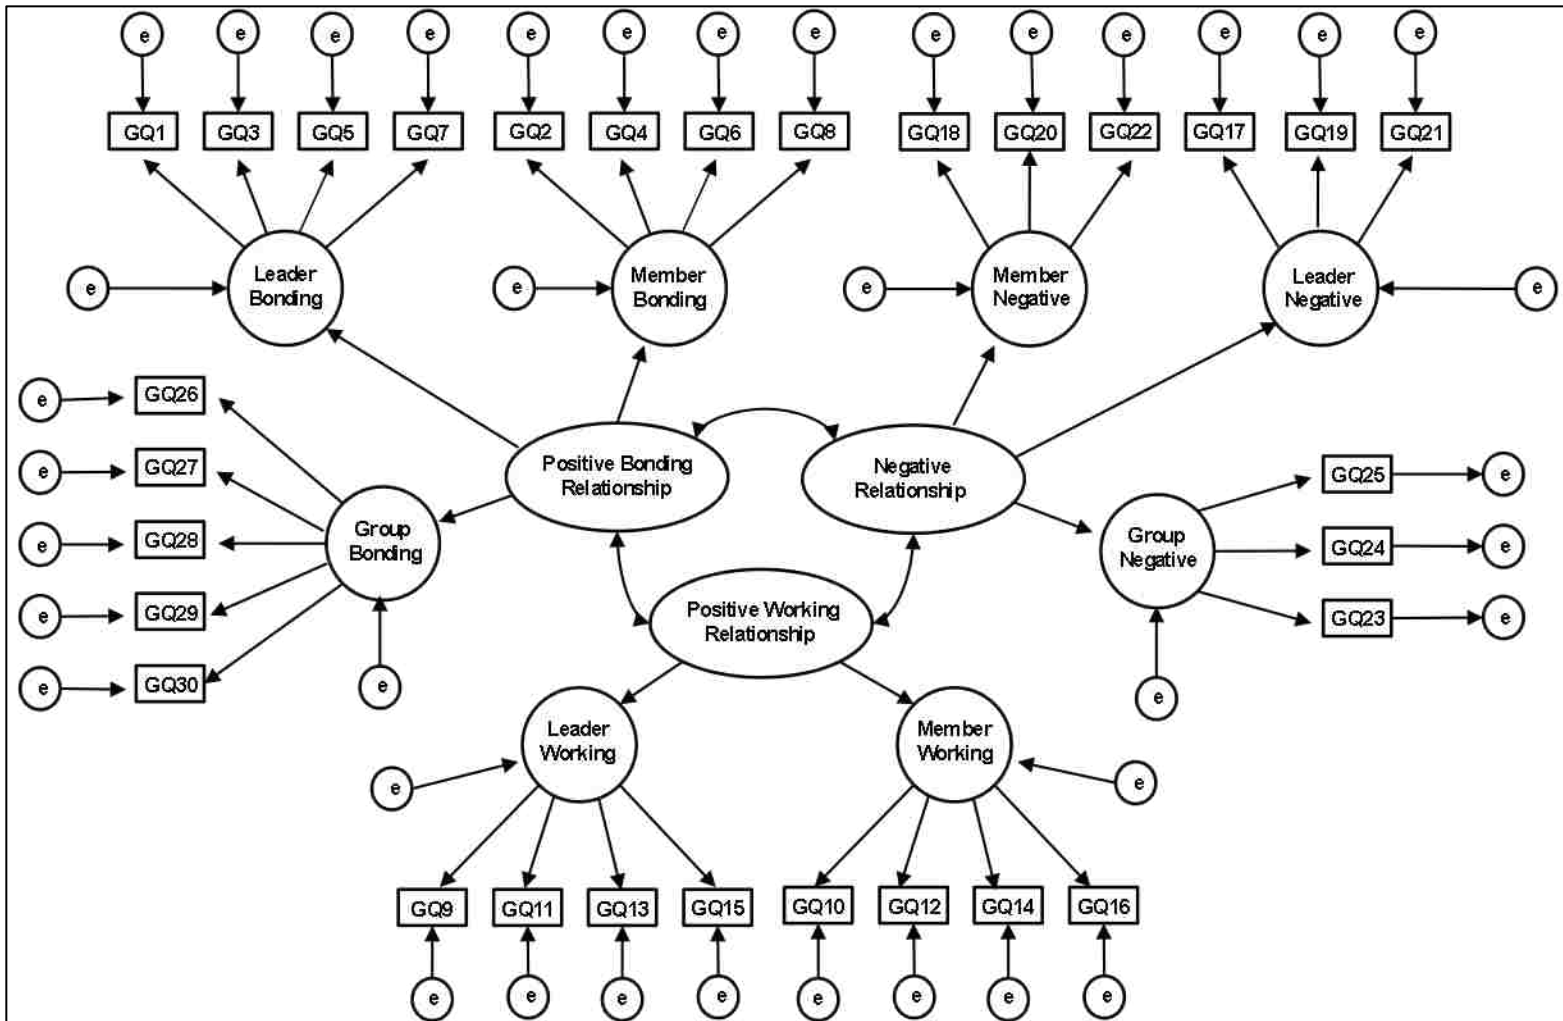 e e e e e e e e e e e e e e
GQ1 GQ3 GQ5 GQ7 GQ2 GQ4 GQ6 GQ8 GQ18 GQ20 GQ22 GQ17 GQ19 GQ21
e
Leader
Bonding
e
Member
Bonding
e
Member
Negative
Leader
Negative
e
e GQ26
e GQ27
e GQ28
e GQ29
e GQ30
Group
Bonding
e
Positive Bonding
Relationship
Negative
Relationship
Group
Negative
e
GQ25 e
GQ24 e
GQ23 e
Positive Working
Relationship
Leader
Working
e
Member
Working
e
GQ9 GQ11 GQ13 GQ15 GQ10 GQ12 GQ14 GQ16
e e e e e e e e